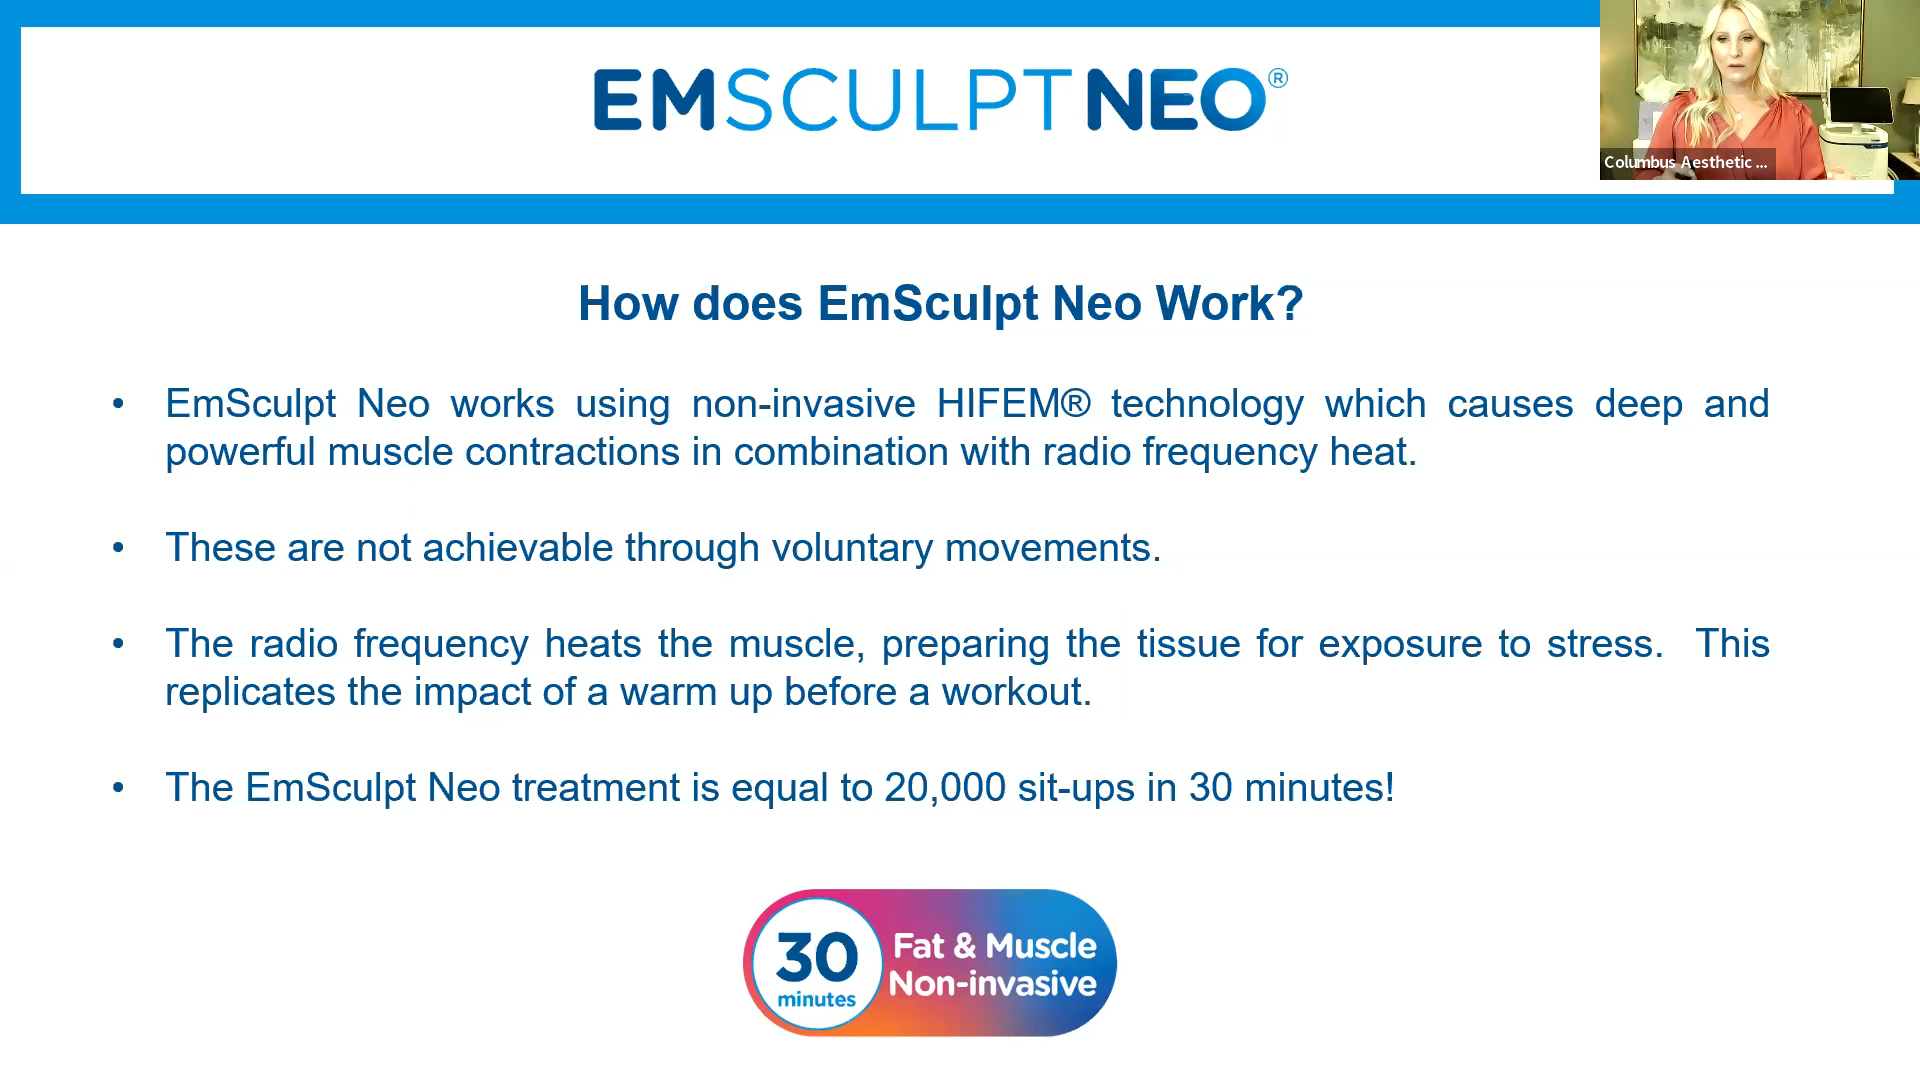 EMSCULPT NEO®
Columbus Aesthetic ...
How does EmSculpt Neo Work?
• EmSculpt Neo works using non-invasive HIFEM® technology which causes deep and
powerful muscle contractions in combination with radio frequency heat.
• These are not achievable through voluntary movements.
• The radio frequency heats the muscle, preparing the tissue for exposure to stress. This
replicates the impact of a warm up before a workout.
• The EmSculpt Neo treatment is equal to 20,000 sit-ups in 30 minutes!
30
minutes
Fat & Muscle
Non-invasive